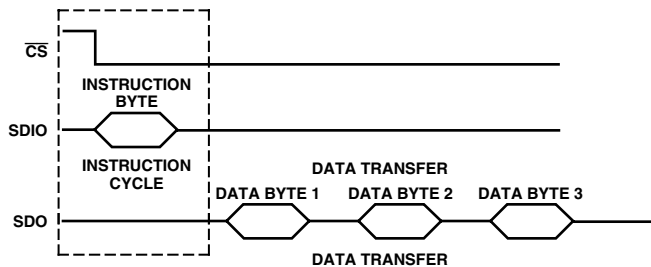 CS
INSTRUCTION
BYTE
SDIO
INSTRUCTION
CYCLE
DATA TRANSFER
DATA BYTE 1 DATA BYTE 2 DATA BYTE 3
SDO
DATA TRANSFER